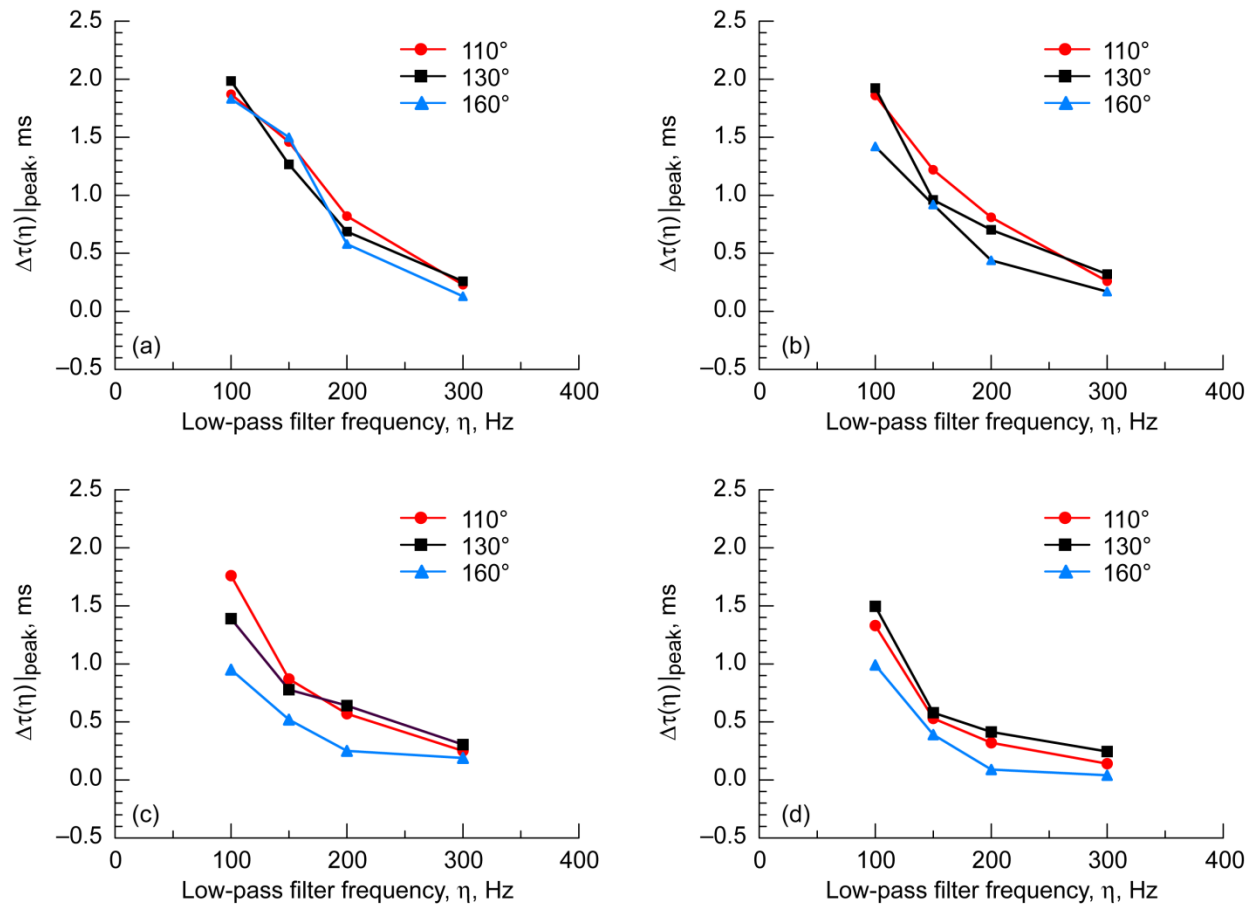 2.5
2.0
1.5
1.0
0.5
0.0
–0.5
Δτ(η)|peak, ms
110°
130°
160°
(a)
0 100 200 300 400
Low-pass filter frequency, η, Hz
2.5
2.0
1.5
1.0
0.5
0.0
–0.5
Δτ(η)|peak, ms
110°
130°
160°
(b)
0 100 200 300 400
Low-pass filter frequency, η, Hz
2.5
2.0
1.5
1.0
0.5
0.0
–0.5
Δτ(η)|peak, ms
110°
130°
160°
(c)
0 100 200 300 400
Low-pass filter frequency, η, Hz
2.5
2.0
1.5
1.0
0.5
0.0
–0.5
Δτ(η)|peak, ms
110°
130°
160°
(d)
0 100 200 300 400
Low-pass filter frequency, η, Hz